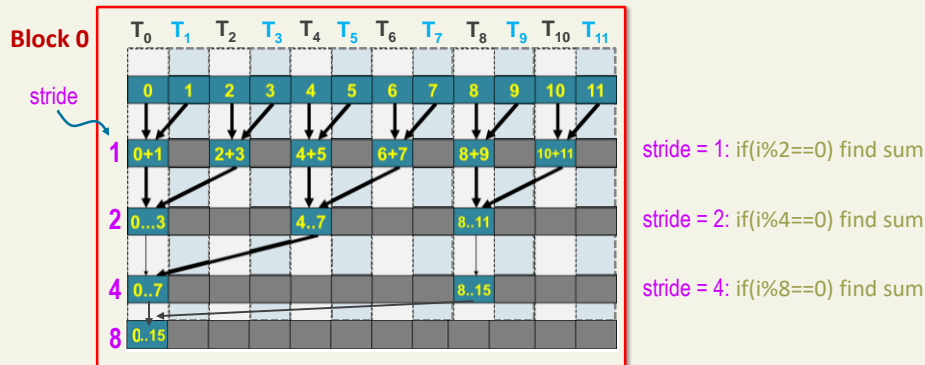 Block 0
T0 T1 T2 T3 T4 T5 T6 T7 T8 T9 T10 T11
0 1 2 3 4 5 6 7 8 9 10 11
stride
1 0+1 2+3 4+5 6+7 8+9 10+11 stride = 1: if(i%2==0) find sum
2 0...3 4..7 8..11 stride = 2: if(i%4==0) find sum
4 0..7 8..15 stride = 4: if(i%8==0) find sum
8 0..15